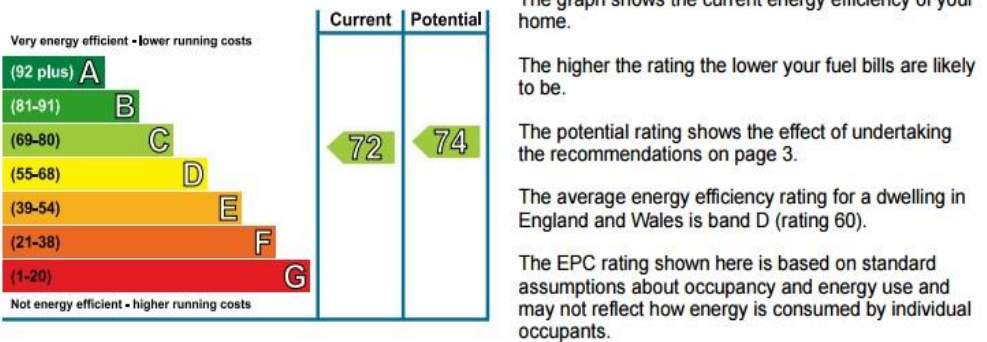 Current Potential
Very energy efficient - lower running costs
(92 plus) A
(81-91) B
(69-80) C
72 74
(55-68) D
(39-54) E
(21-38) F
(1-20) G
Not energy efficient - higher running costs
The graph shows the current energy efficiency of your
home.
The higher the rating the lower your fuel bills are likely
to be.
The potential rating shows the effect of undertaking
the recommendations on page 3.
The average energy efficiency rating for a dwelling in
England and Wales is band D (rating 60).
The EPC rating shown here is based on standard
assumptions about occupancy and energy use and
may not reflect how energy is consumed by individual
occupants.